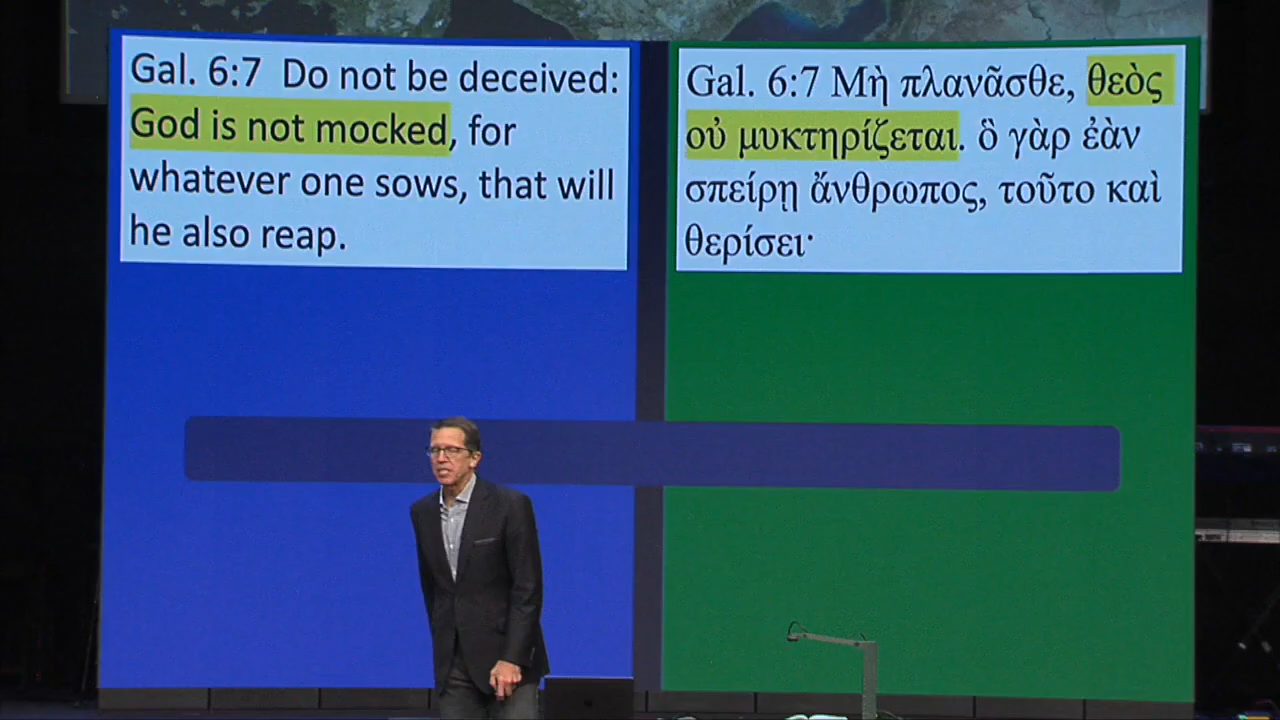 Gal. 6:7 Do not be deceived:
God is not mocked, for
whatever one sows, that will
he also reap.
Gal. 6:7 Μὴ πλανᾶσθε, θεὸς
οὐ μυκτηρίζεται. ὃ γὰρ ἐὰν
σπείρῃ ἄνθρωπος, τοῦτο καὶ
θερίσει·